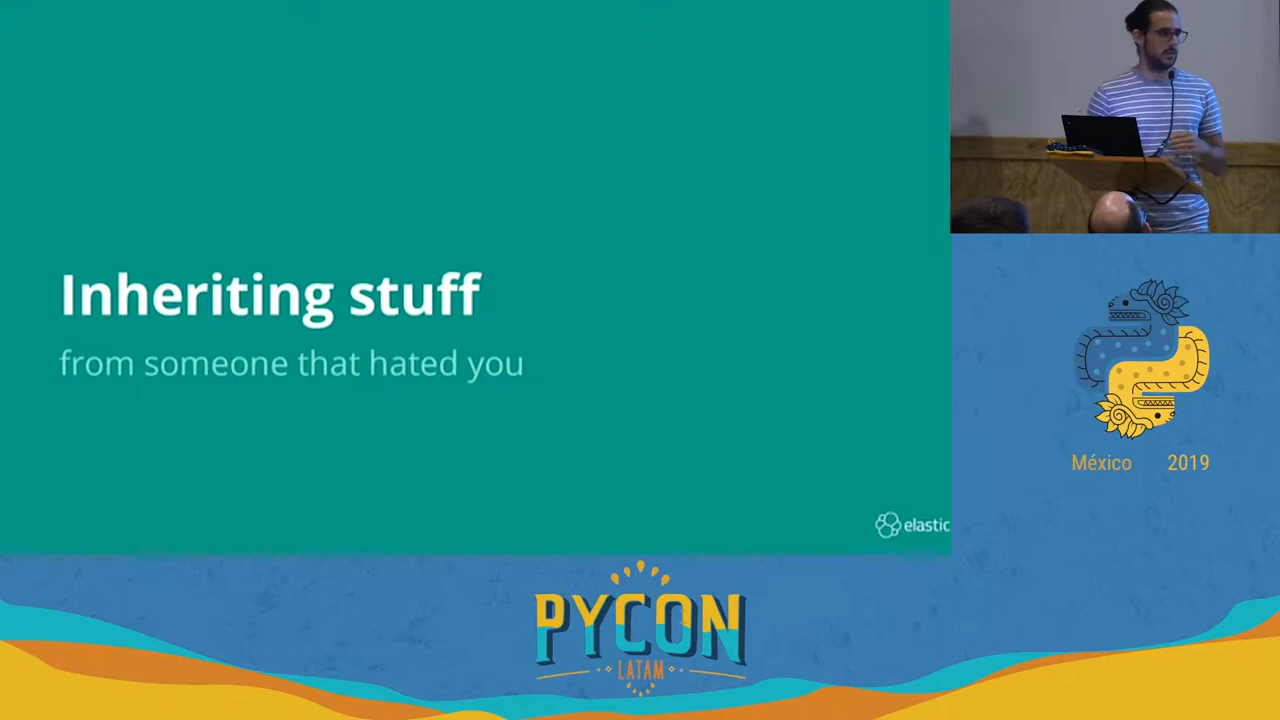 Inheriting stuff
from someone that hated you
elastic
México 2019
PYCON
LATAM